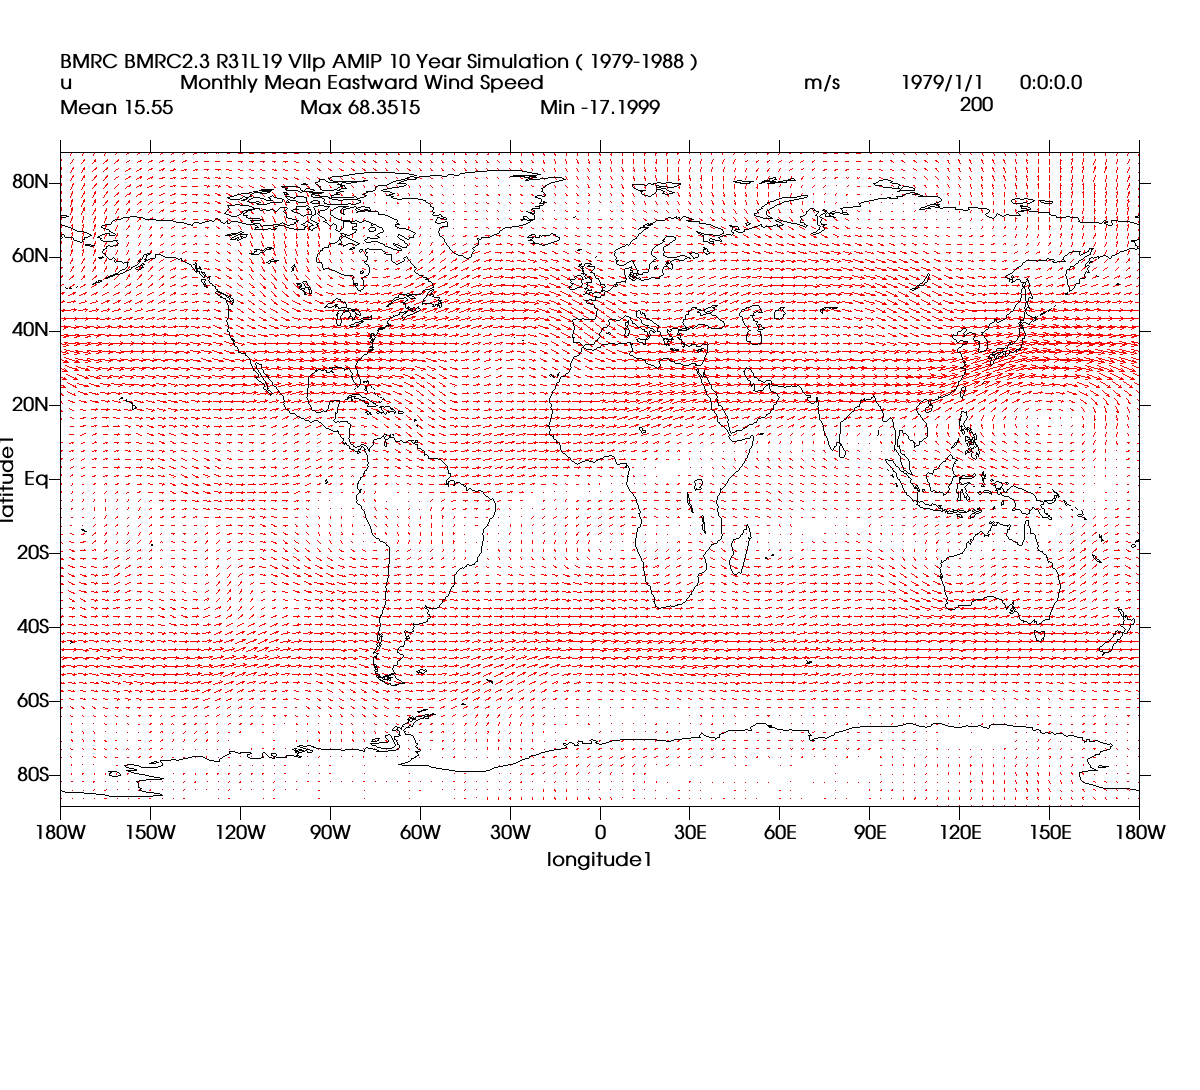 BMRC BMRC2.3 R31L19 VIIp AMIP 10 Year Simulation ( 1979-1988 )
u Monthly Mean Eastward Wind Speed m/s 1979/1/1 0:0:0.0
Mean 15.55 Max 68.3515 Min -17.1999 200
80N
60N
40N
20N
Eq
20S
40S
60S
80S
latitude1
180W 150W 120W 90W 60W 30W 0 30E 60E 90E 120E 150E 180W
longitude1